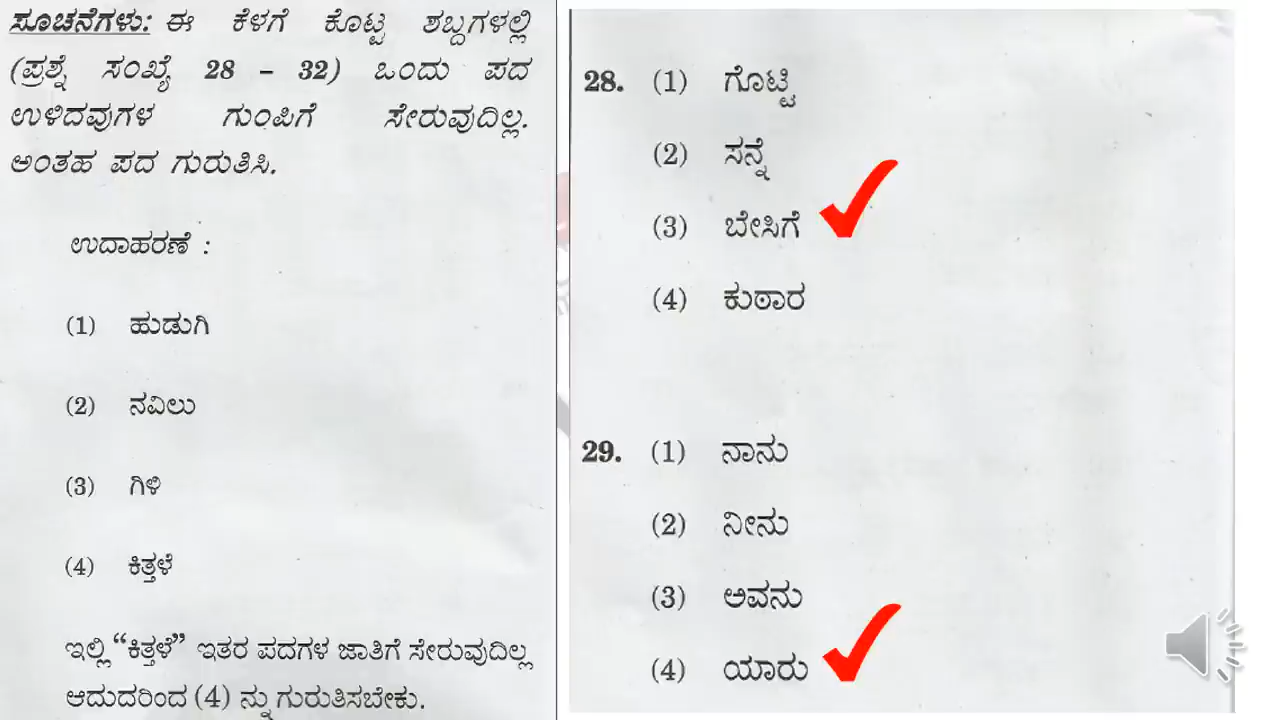 ಸೂಚನೆಗಳು: ಈ ಕೆಳಗೆ ಕೊಟ್ಟ ಶಬ್ದಗಳಲ್ಲಿ
(ಪ್ರಶ್ನೆ ಸಂಖ್ಯೆ 28 – 32) ಒಂದು ಪದ
ಉಳಿದವುಗಳ ಗುಂಪಿಗೆ ಸೇರುವುದಿಲ್ಲ.
ಅಂತಹ ಪದ ಗುರುತಿಸಿ.
ಉದಾಹರಣೆ :
(1) ಹುಡುಗಿ
(2) ನವಿಲು
(3) ಗಿಳಿ
(4) ಕಿತ್ತಳೆ
ಇಲ್ಲಿ “ಕಿತ್ತಳೆ” ಇತರ ಪದಗಳ ಜಾತಿಗೆ ಸೇರುವುದಿಲ್ಲ
ಆದುದರಿಂದ (4) ನ್ನು ಗುರುತಿಸಬೇಕು.
28. (1) ಗೊಟ್ಟಿ
(2) ಸನ್ನೆ
(3) ಬೇಸಿಗೆ
(4) ಕುಠಾರ
29. (1) ನಾನು
(2) ನೀನು
(3) ಅವನು
(4) ಯಾರು